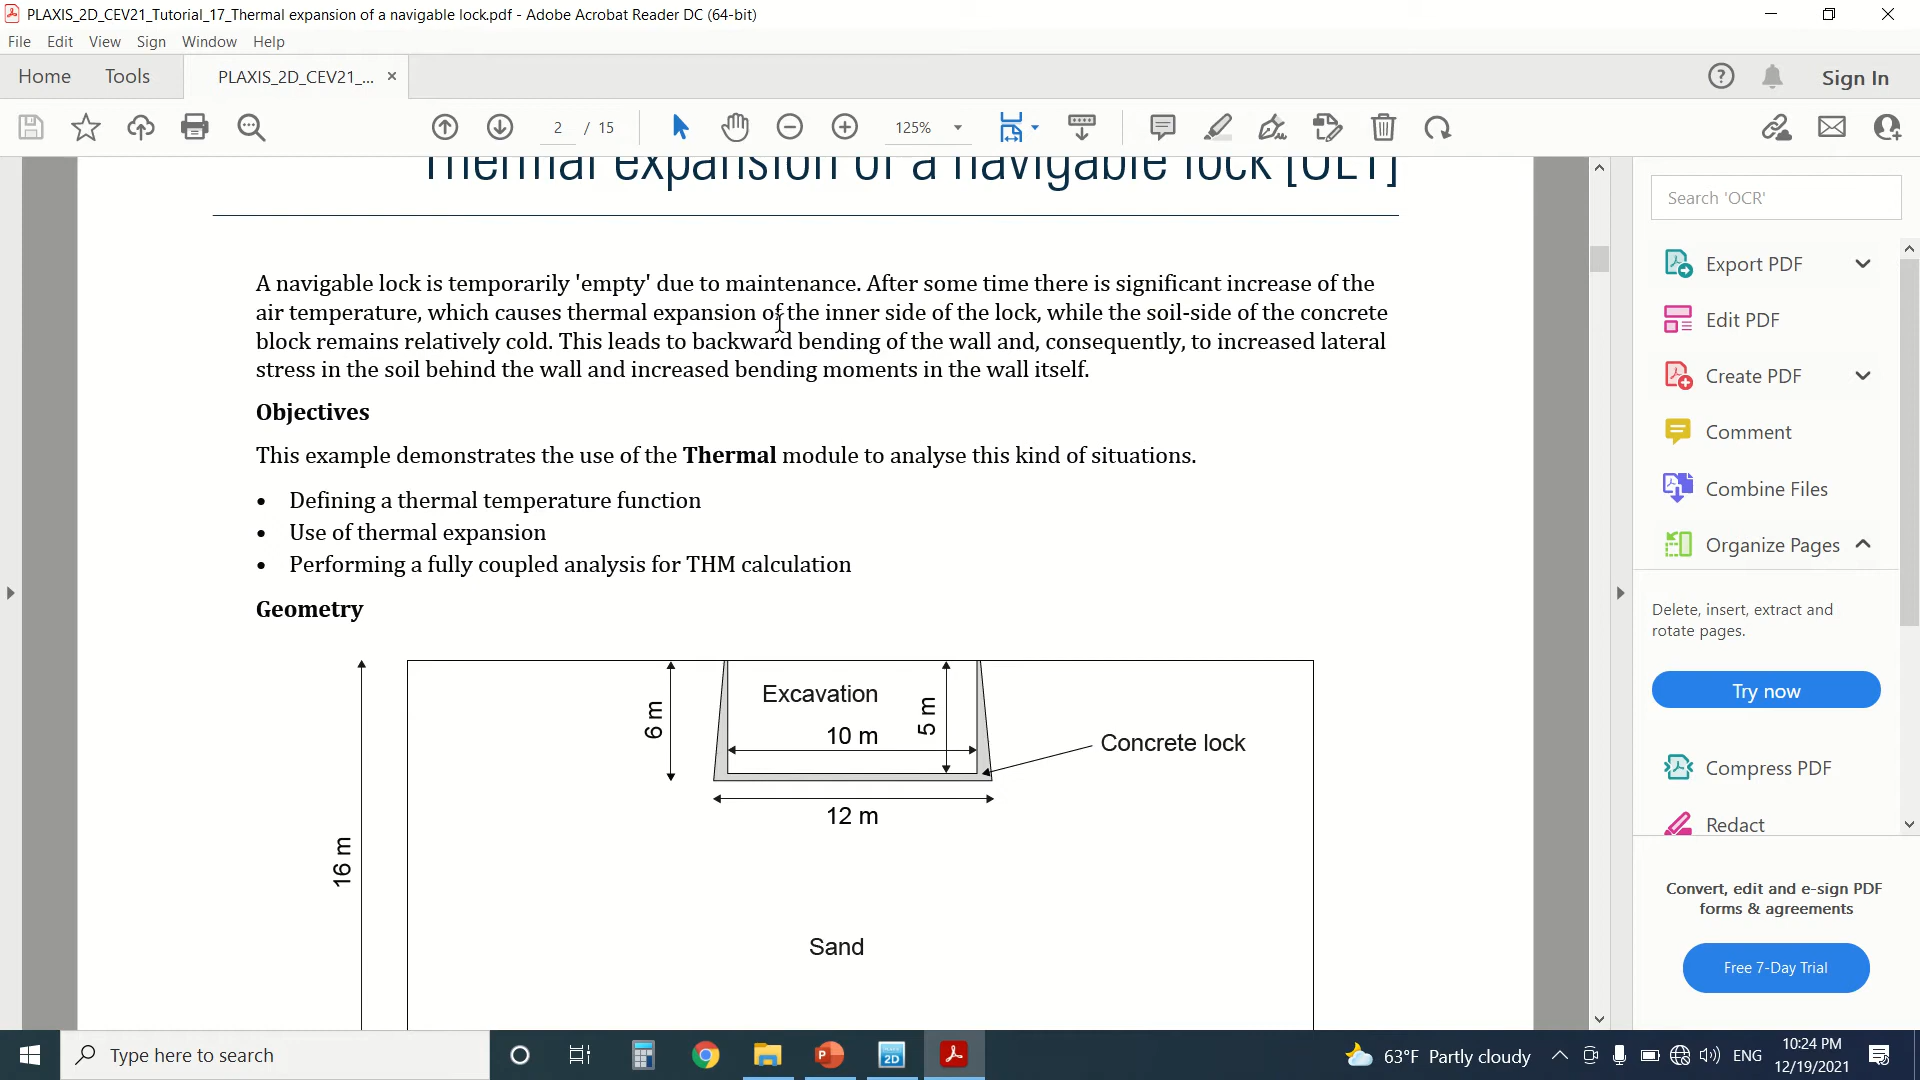 PLAXIS_2D_CEV21_Tutorial_17_Thermal expansion of a navigable lock.pdf - Adobe Acrobat Reader DC (64-bit)
File Edit View Sign Window Help
Home Tools PLAXIS_2D_CEV21_... × Sign In
2 / 15 125%
Thermal expansion of a navigable lock [ULT]
Search 'OCR'
A navigable lock is temporarily 'empty' due to maintenance. After some time there is significant increase of the
air temperature, which causes thermal expansion of the inner side of the lock, while the soil-side of the concrete
block remains relatively cold. This leads to backward bending of the wall and, consequently, to increased lateral
stress in the soil behind the wall and increased bending moments in the wall itself.
Objectives
This example demonstrates the use of the Thermal module to analyse this kind of situations.
• Defining a thermal temperature function
• Use of thermal expansion
• Performing a fully coupled analysis for THM calculation
Geometry
Excavation
6 m
5 m
10 m
Concrete lock
12 m
16 m
Sand
Export PDF
Edit PDF
Create PDF
Comment
Combine Files
Organize Pages
Delete, insert, extract and
rotate pages.
Try now
Compress PDF
Redact
Convert, edit and e-sign PDF
forms & agreements
Free 7-Day Trial
Type here to search
P
2D
63°F Partly cloudy
ENG
10:24 PM
12/19/2021